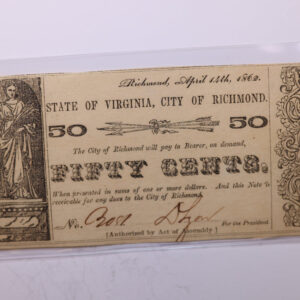 Richmond, April 14th, 1862.
STATE OF VIRGINIA, CITY OF RICHMOND.
50 50
The City of Richmond will pay to Bearer, on demand,
FIFTY CENTS,
When presented in sums of one or more dollars. And this Note is
receivable for any dues to the City of Richmond.
No. For the President
[Authorized by Act of Assembly]